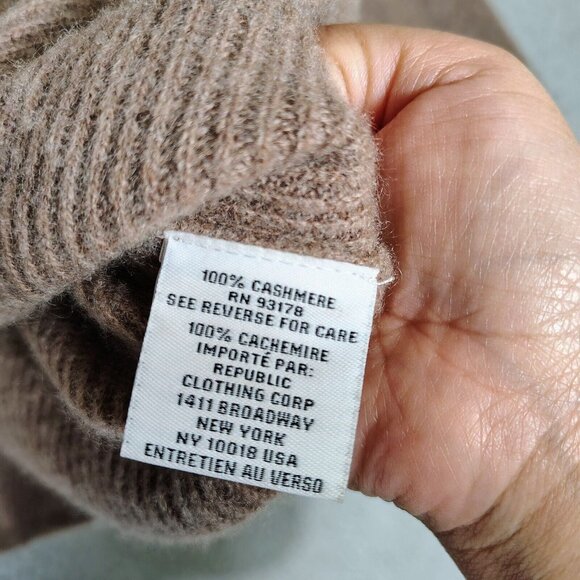 100% CASHMERE
RN 93178
SEE REVERSE FOR CARE
100% CACHEMIRE
IMPORTÉ PAR:
REPUBLIC
CLOTHING CORP
1411 BROADWAY
NEW YORK
NY 10018 USA
ENTRETIEN AU VERSO